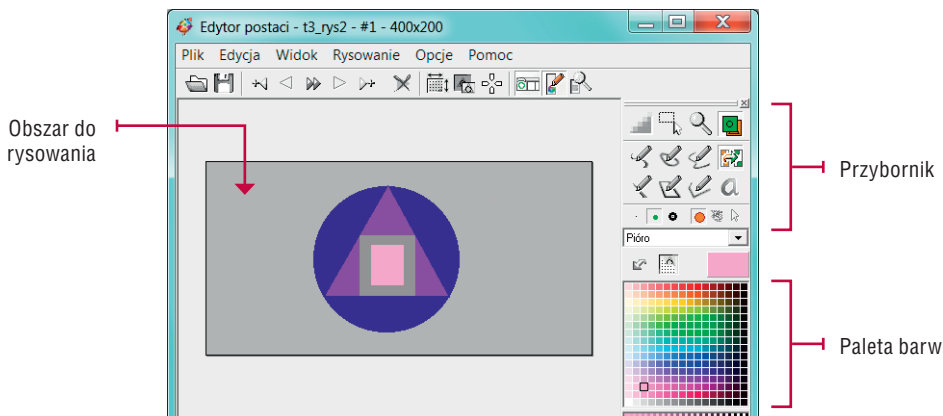 Edytor postaci - t3_rys2 - #1 - 400x200
Plik Edycja Widok Rysowanie Opcje Pomoc
Obszar do
rysowania
Przybornik
Pióro
Paleta barw